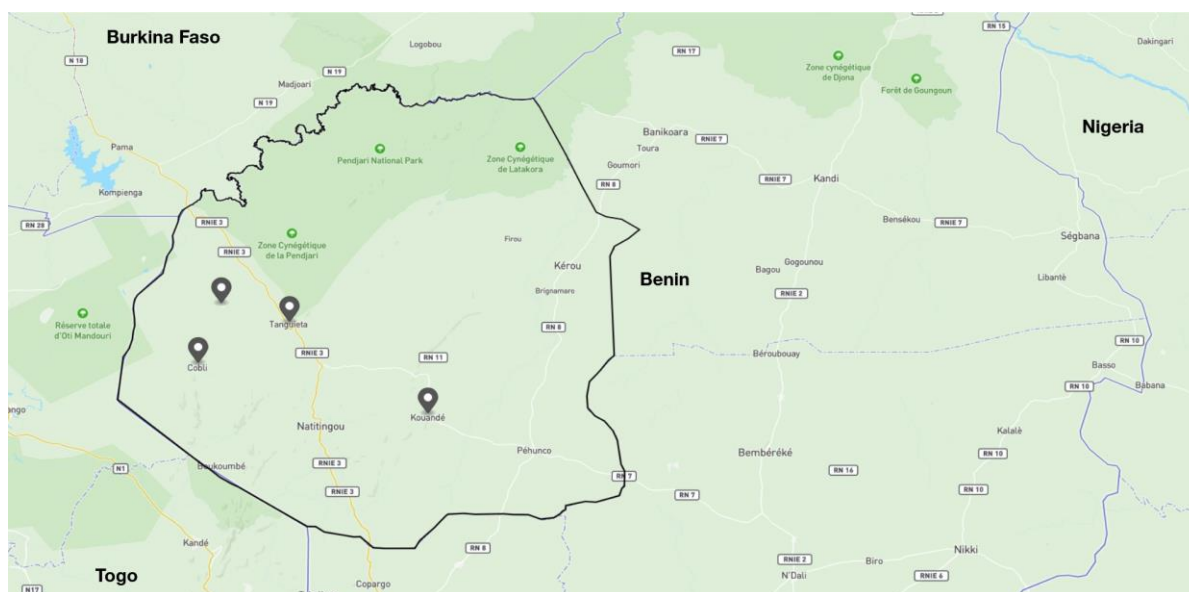 Burkina Faso
Logobou
RN 15
Dakingari
RN 17
N 18
Zone cynégétique
de Djona
Forêt de Goungoun
N 19
Madjoari
N 19
Nigeria
Banikoara
RNIE 7
Toura
Pama
Pendjari National Park
Zone Cynégétique
de Latakora
Goumori
RN 8
RNIE 7
Kandi
Kompienga
RN 28
RNIE 3
Bensékou
RNIE 7
Ségbana
RNIE 3
Zone Cynégétique
de la Pendjari
Firou
Kérou
Gogounou
Bagou
Benin
Libantè
Brignamaro
RNIE 2
Réserve totale
d'Oti Mandouri
Tanguieta
RN 8
RN 10
RNIE 3
RN 11
Béroubouay
Cobli
Basso
RN 10
Babana
ango
Kouandé
Natitingou
Kalalè
Péhunco
Bembéréké
RN 10
RNIE 3
N1
Boukoumbé
RN 7
RN 16
RN 7
RN 10
RNIE 3
Kandé
RN 8
Nikki
RNIE 2
Biro
Togo
N'Dali
RNIE 6
Copargo
N17